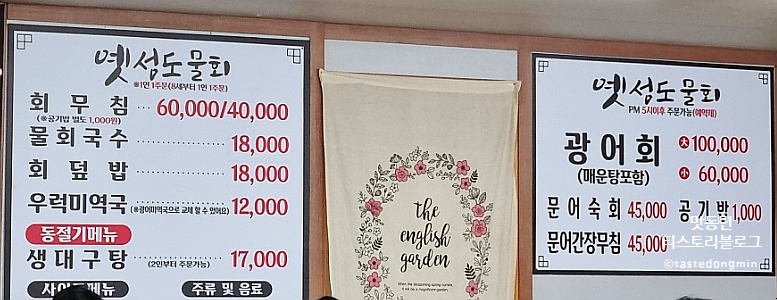 옛섬도물회
※1인 1주문(8세부터 1인 1주문)
회무침 60,000/40,000
(※공기밥 별도 1,000원)
물회국수 18,000
회덮밥 18,000
우럭미역국 (※광어미역국으로 교체 할 수 있어요) 12,000
동절기메뉴
생대구탕 (2인부터 주문가능) 17,000
사이드메뉴 주류 및 음료
the
english
garden
옛섬도물회
PM 5시이후 주문가능(예약제)
광어회 大 100,000
(매운탕포함) 小 60,000
문어숙회 45,000 공기밥 1,000
문어간장무침 45,000
맛동민
티스토리블로그
©tastedongmin